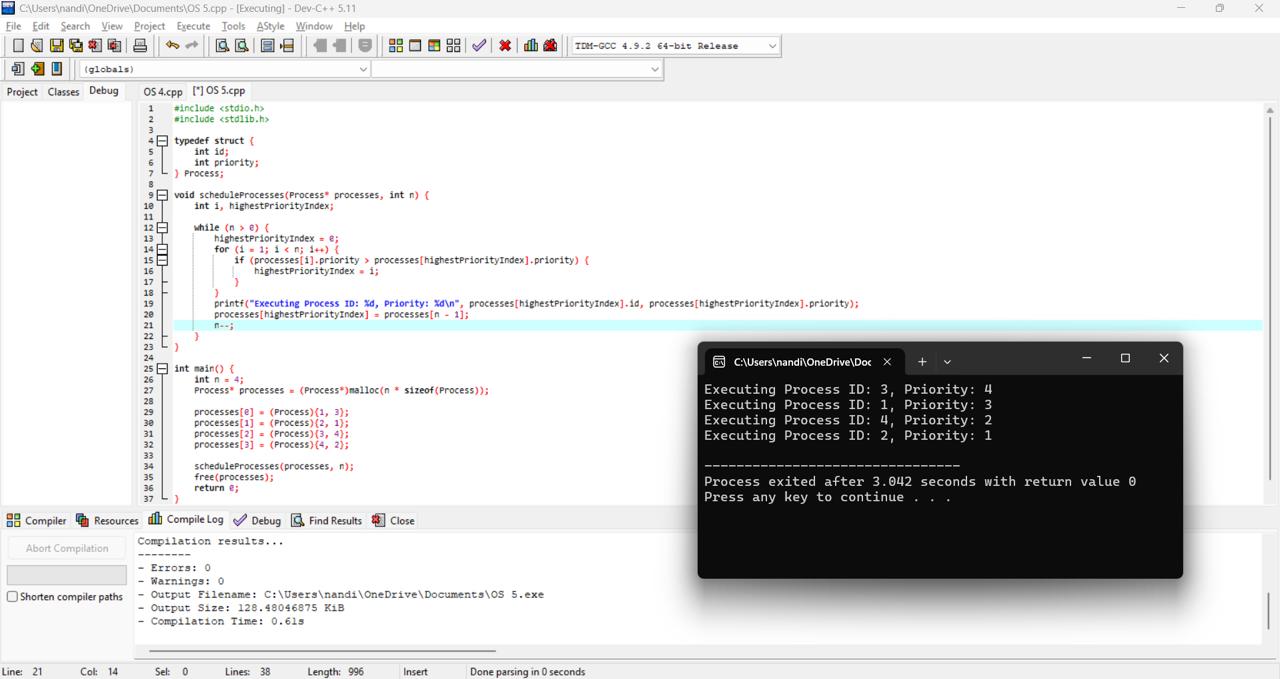 C:\Users\nandi\OneDrive\Documents\OS 5.cpp - [Executing] - Dev-C++ 5.11
File Edit Search View Project Execute Tools AStyle Window Help
TDM-GCC 4.9.2 64-bit Release
(globals)
Project Classes Debug
OS 4.cpp [*] OS 5.cpp
1 #include <stdio.h>
2 #include <stdlib.h>
3
4 typedef struct {
5 int id;
6 int priority;
7 } Process;
8
9 void scheduleProcesses(Process* processes, int n) {
10 int i, highestPriorityIndex;
11
12 while (n > 0) {
13 highestPriorityIndex = 0;
14 for (i = 1; i < n; i++) {
15 if (processes[i].priority > processes[highestPriorityIndex].priority) {
16 highestPriorityIndex = i;
17 }
18 }
19 printf("Executing Process ID: %d, Priority: %d\n", processes[highestPriorityIndex].id, processes[highestPriorityIndex].priority);
20 processes[highestPriorityIndex] = processes[n - 1];
21 n--;
22 }
23 }
24
25 int main() {
26 int n = 4;
27 Process* processes = (Process*)malloc(n * sizeof(Process));
28
29 processes[0] = (Process){1, 3};
30 processes[1] = (Process){2, 1};
31 processes[2] = (Process){3, 4};
32 processes[3] = (Process){4, 2};
33
34 scheduleProcesses(processes, n);
35 free(processes);
36 return 0;
37 }
C:\Users\nandi\OneDrive\Doc
Executing Process ID: 3, Priority: 4
Executing Process ID: 1, Priority: 3
Executing Process ID: 4, Priority: 2
Executing Process ID: 2, Priority: 1
--------------------------------
Process exited after 3.042 seconds with return value 0
Press any key to continue . . .
Compiler Resources Compile Log Debug Find Results Close
Abort Compilation
Shorten compiler paths
Compilation results...
--------
- Errors: 0
- Warnings: 0
- Output Filename: C:\Users\nandi\OneDrive\Documents\OS 5.exe
- Output Size: 128.48046875 KiB
- Compilation Time: 0.61s
Line: 21 Col: 14 Sel: 0 Lines: 38 Length: 996 Insert Done parsing in 0 seconds